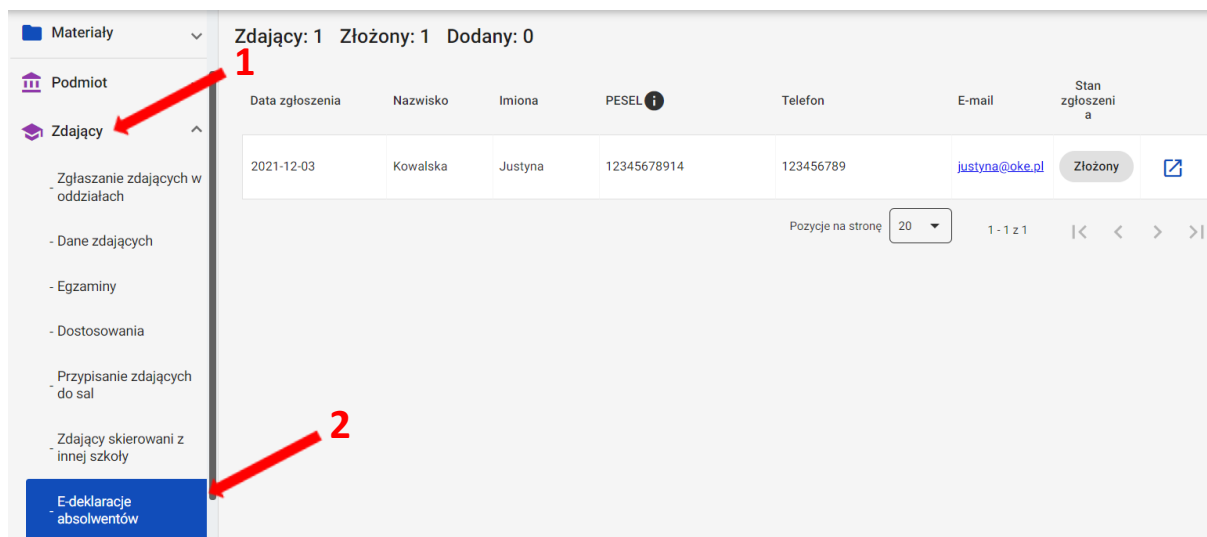 Materiały
Podmiot
Zdający
- Zgłaszanie zdających w
oddziałach
- Dane zdających
- Egzaminy
- Dostosowania
- Przypisanie zdających
do sal
- Zdający skierowani z
innej szkoły
- E-deklaracje
absolwentów
1
2
Zdający: 1 Złożony: 1 Dodany: 0
Data zgłoszenia Nazwisko Imiona PESEL i Telefon E-mail Stan
zgłoszeni
a
2021-12-03 Kowalska Justyna 12345678914 123456789 justyna@oke.pl Złożony
Pozycje na stronę 20 1 - 1 z 1